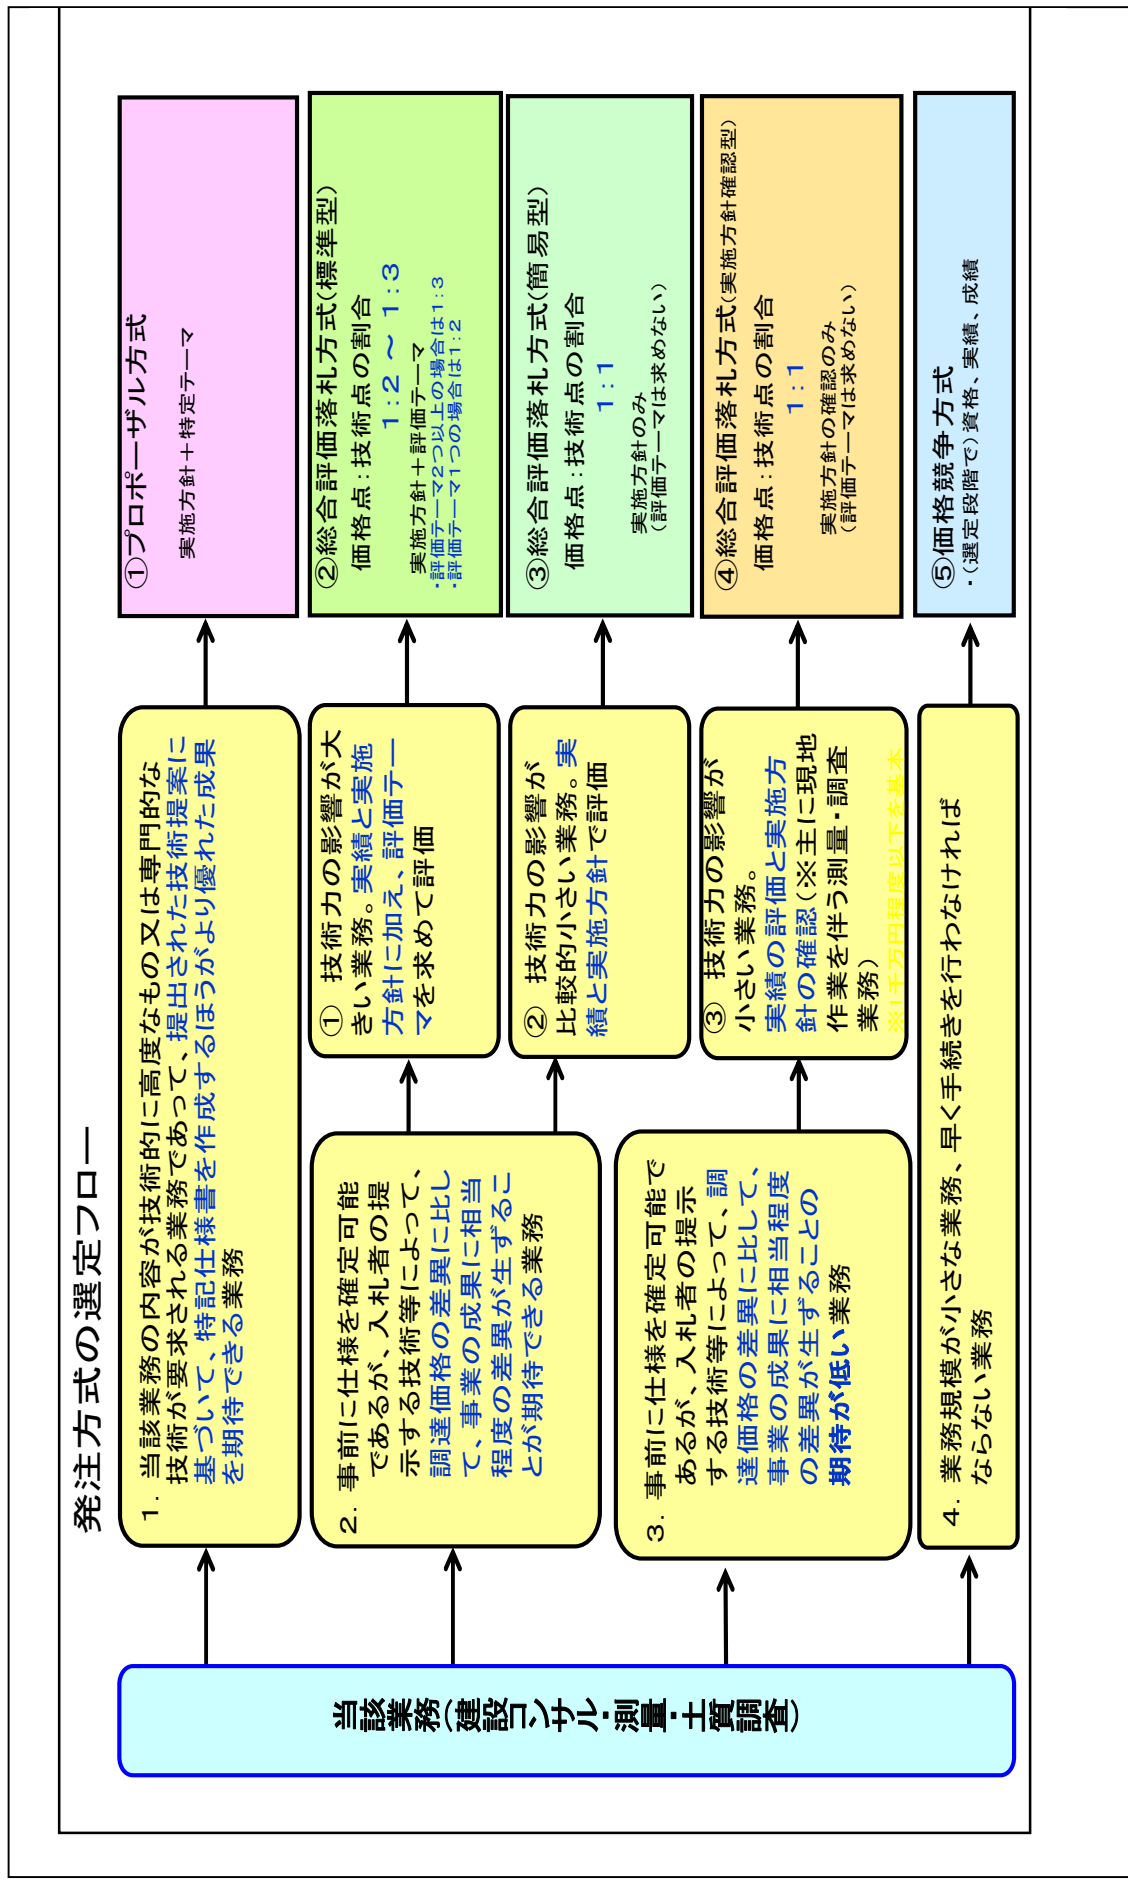 発注方式の選定フロー
当該業務(建設コンサル・測量・土質調査)
1. 当該業務の内容が技術的に高度なもの又は専門的な
技術が要求される業務であって、提出された技術提案に
基づいて、特記仕様書を作成するほうがより優れた成果
を期待できる業務
①プロポーザル方式
実施方針＋特定テーマ
2. 事前に仕様を確定可能
であるが、入札者の提
示する技術等によって、
調達価格の差異に比し
て、事業の成果に相当
程度の差異が生ずるこ
とが期待できる業務
① 技術力の影響が大
きい業務。実績と実施
方針に加え、評価テー
マを求めて評価
②総合評価落札方式(標準型)
価格点：技術点の割合
1：2 ～ 1：3
実施方針＋評価テーマ
・評価テーマ2つ以上の場合は1：3
・評価テーマ1つの場合は1：2
② 技術力の影響が
比較的小さい業務。実
績と実施方針で評価
③総合評価落札方式(簡易型)
価格点：技術点の割合
1：1
実施方針のみ
(評価テーマは求めない)
3. 事前に仕様を確定可能で
あるが、入札者の提示
する技術等によって、調
達価格の差異に比して、
事業の成果に相当程度
の差異が生ずることの
期待が低い業務
③ 技術力の影響が
小さい業務。
実績の評価と実施方
針の確認(※主に現地
作業を伴う測量・調査
業務)
※1千万円程度以下を基本
④総合評価落札方式(実施方針確認型)
価格点：技術点の割合
1：1
実施方針の確認のみ
(評価テーマは求めない)
4. 業務規模が小さな業務、早く手続きを行わなければ
ならない業務
⑤価格競争方式
・(選定段階で)資格、実績、成績